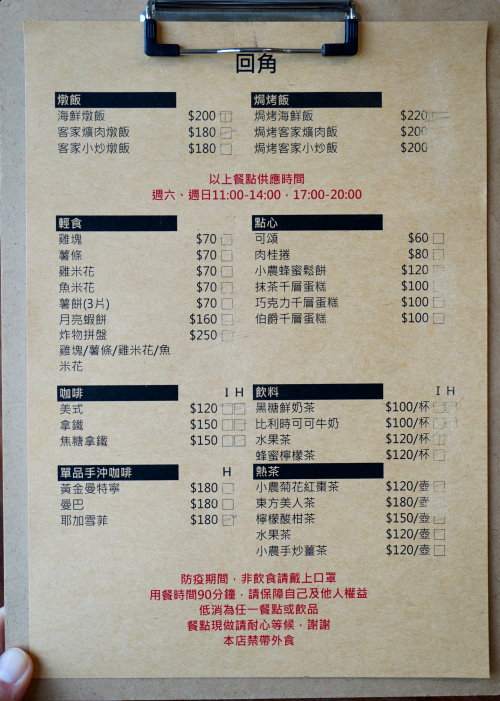 回角
燉飯
海鮮燉飯 $200
客家爌肉燉飯 $180
客家小炒燉飯 $180
焗烤飯
焗烤海鮮飯 $220
焗烤客家爌肉飯 $200
焗烤客家小炒飯 $200
以上餐點供應時間
週六、週日11:00-14:00，17:00-20:00
輕食
雞塊 $70
薯條 $70
雞米花 $70
魚米花 $70
薯餅(3片) $70
月亮蝦餅 $160
炸物拼盤 $250
雞塊/薯條/雞米花/魚
米花
點心
可頌 $60
肉桂捲 $80
小農蜂蜜鬆餅 $120
抹茶千層蛋糕 $100
巧克力千層蛋糕 $100
伯爵千層蛋糕 $100
咖啡 I H
美式 $120
拿鐵 $150
焦糖拿鐵 $150
飲料 I H
黑糖鮮奶茶 $100/杯
比利時可可牛奶 $100/杯
水果茶 $120/杯
蜂蜜檸檬茶 $120/杯
單品手沖咖啡 H
黃金曼特寧 $180
曼巴 $180
耶加雪菲 $180
熱茶
小農菊花紅棗茶 $120/壺
東方美人茶 $180/壺
檸檬酸柑茶 $150/壺
水果茶 $120/壺
小農手炒薑茶 $120/壺
防疫期間，非飲食請戴上口罩
用餐時間90分鐘，請保障自己及他人權益
低消為任一餐點或飲品
餐點現做請耐心等候，謝謝
本店禁帶外食